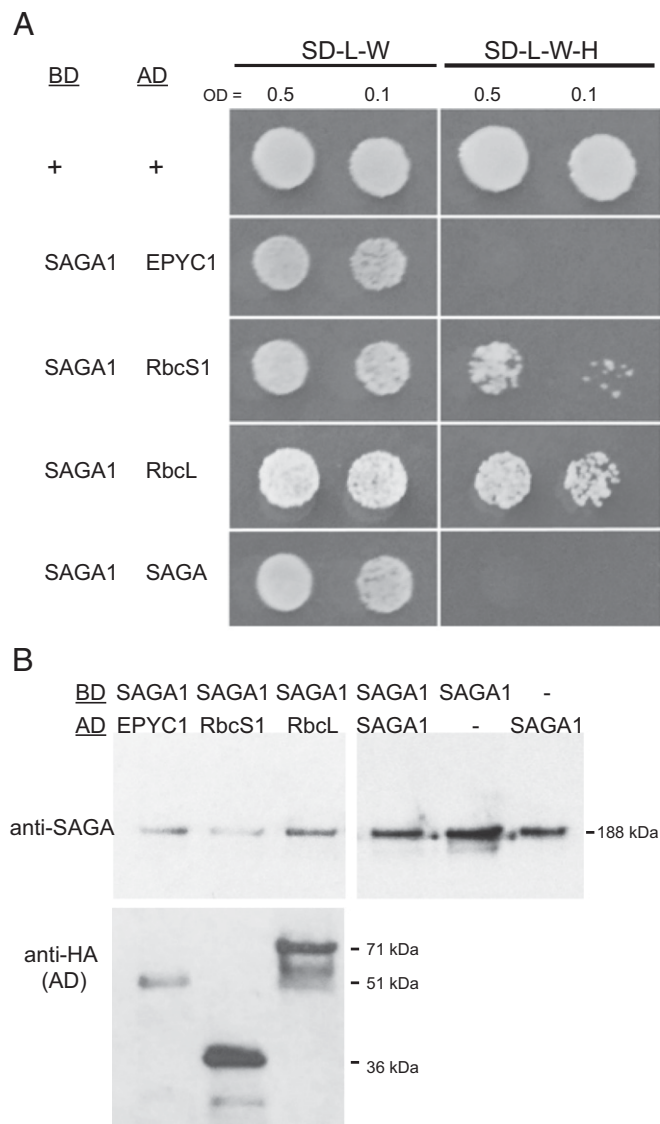 A
SD-L-W SD-L-W-H
BD AD
OD = 0.5 0.1 0.5 0.1
+ +
SAGA1 EPYC1
SAGA1 RbcS1
SAGA1 RbcL
SAGA1 SAGA
B
BD SAGA1 SAGA1 SAGA1 SAGA1 SAGA1 -
AD EPYC1 RbcS1 RbcL SAGA1 - SAGA1
anti-SAGA
188 kDa
anti-HA
(AD)
71 kDa
51 kDa
36 kDa